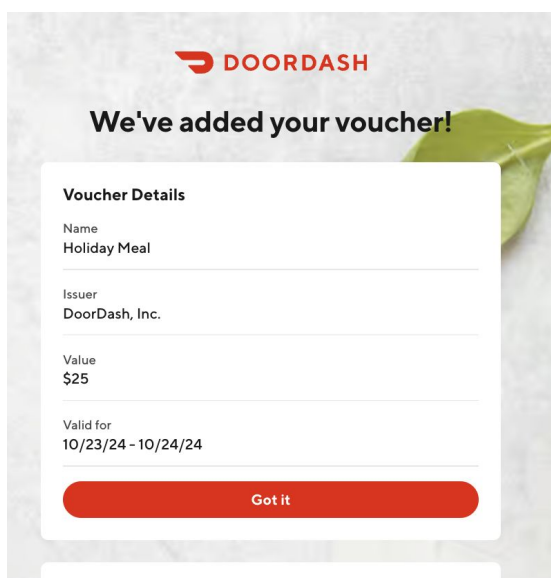 DOORDASH
We've added your voucher!
Voucher Details
Name
Holiday Meal
Issuer
DoorDash, Inc.
Value
$25
Valid for
10/23/24 - 10/24/24
Got it